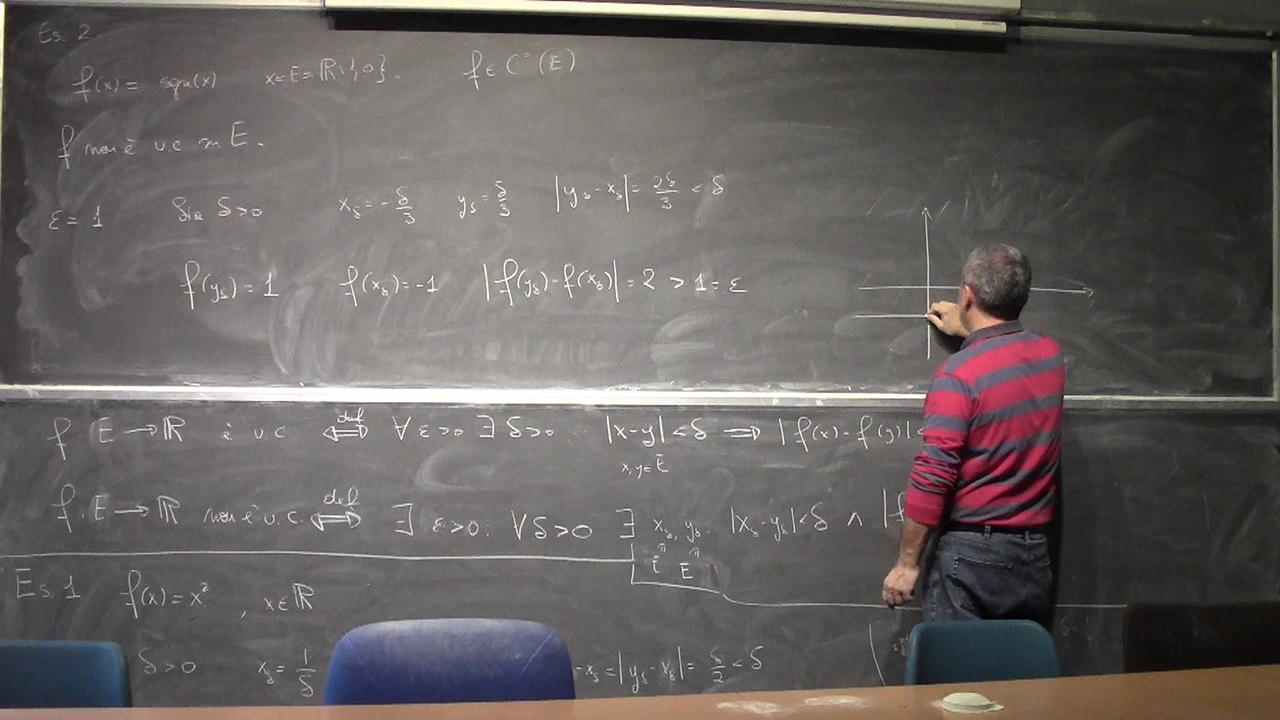 Es. 2
f(x) = sgn(x) x ∈ E = ℝ \ {0}. f ∈ C°(E)
f non è u.c. in E.
ε = 1 Sia δ > 0 x_δ = -δ/3 y_δ = δ/3 |y_δ - x_δ| = 2δ/3 < δ
f(y_δ) = 1 f(x_δ) = -1 |f(y_δ) - f(x_δ)| = 2 > 1 = ε
f E → ℝ è u.c ⇔def ∀ ε > 0 ∃ δ > 0 |x - y| < δ ⇒ |f(x) - f(y)| <
x, y ∈ E
f. E → ℝ non è u.c. ⇔def ∃ ε > 0: ∀ δ > 0 ∃ x_δ, y_δ. |x_δ - y_δ| < δ ∧ |f
E E
Es. 1 f(x) = x² , x ∈ ℝ
δ > 0 x_δ = 1/δ - x_δ = |y_δ - x_δ| = δ/2 < δ